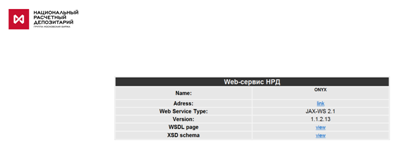 НАЦИОНАЛЬНЫЙ
РАСЧЕТНЫЙ
ДЕПОЗИТАРИЙ
Web-сервис НРД
Name: ONYX
Adress: link
Web Service Type: JAX-WS 2.1
Version: 1.1.2.13
WSDL page view
XSD schema view